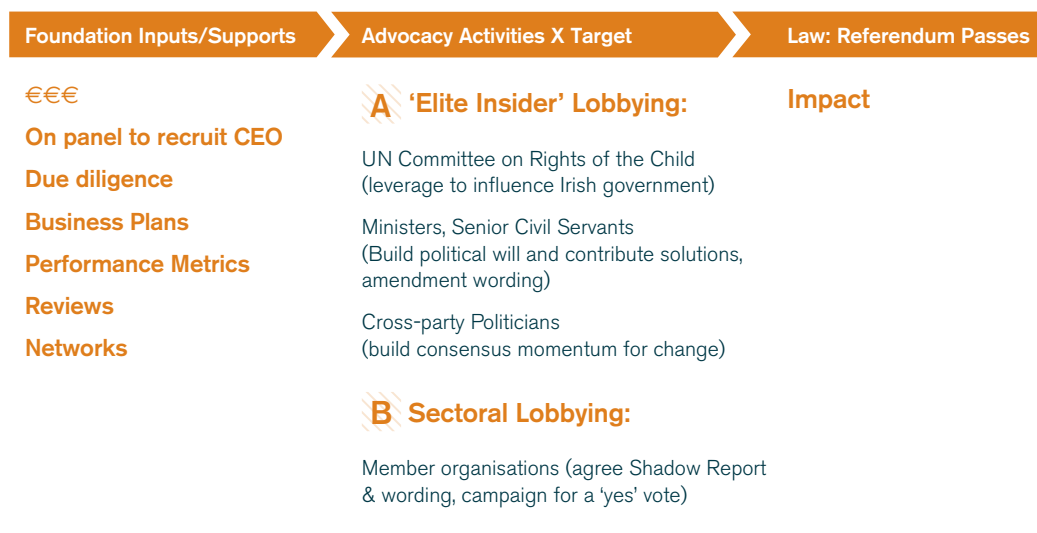 Foundation Inputs/Supports
€€€
On panel to recruit CEO
Due diligence
Business Plans
Performance Metrics
Reviews
Networks
Advocacy Activities X Target
A ‘Elite Insider’ Lobbying:
UN Committee on Rights of the Child
(leverage to influence Irish government)
Ministers, Senior Civil Servants
(Build political will and contribute solutions,
amendment wording)
Cross-party Politicians
(build consensus momentum for change)
B Sectoral Lobbying:
Member organisations (agree Shadow Report
& wording, campaign for a ‘yes’ vote)
Law: Referendum Passes
Impact